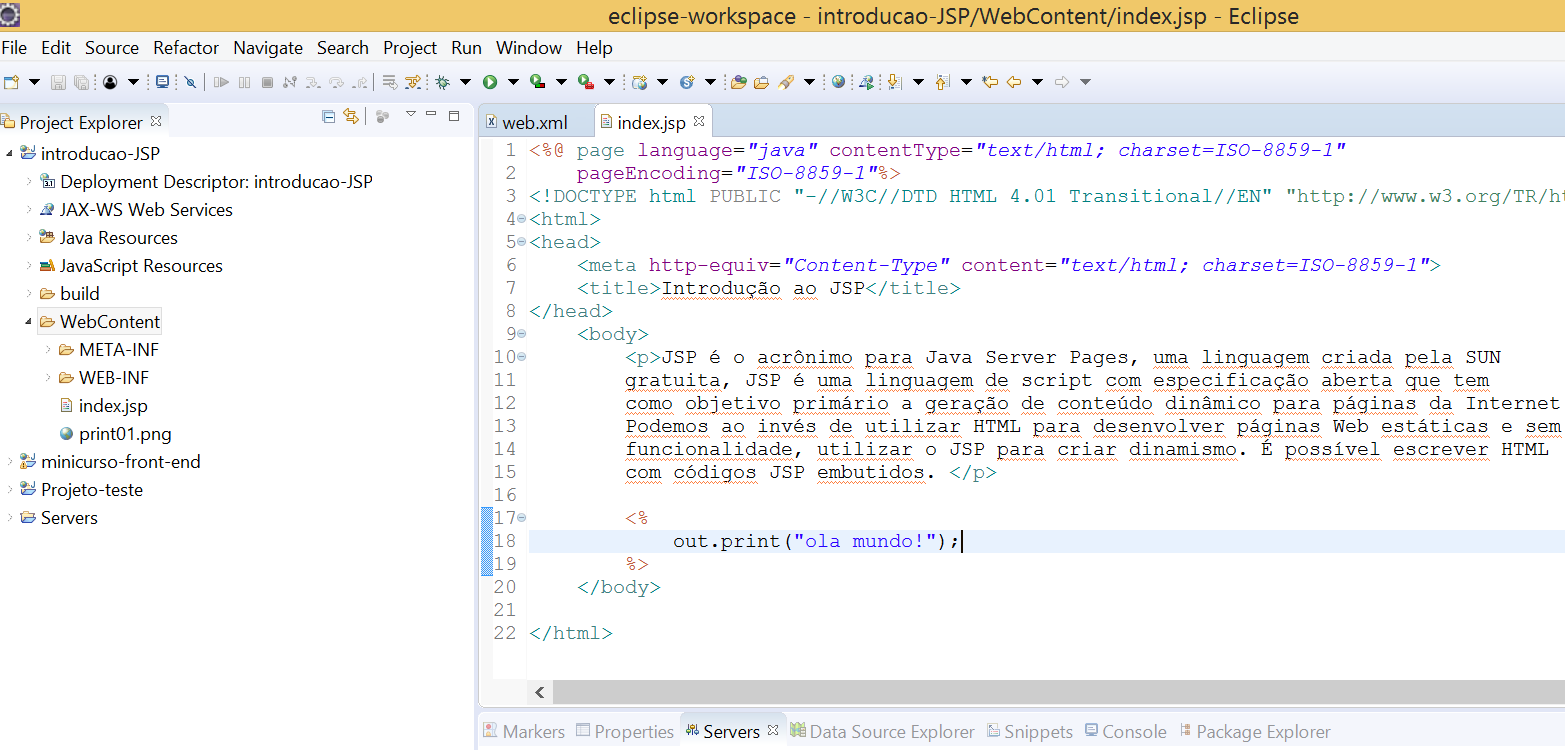 eclipse-workspace - introducao-JSP/WebContent/index.jsp - Eclipse
File Edit Source Refactor Navigate Search Project Run Window Help
Project Explorer
introducao-JSP
Deployment Descriptor: introducao-JSP
JAX-WS Web Services
Java Resources
JavaScript Resources
build
WebContent
META-INF
WEB-INF
index.jsp
print01.png
minicurso-front-end
Projeto-teste
Servers
web.xml index.jsp
1 <%@ page language="java" contentType="text/html; charset=ISO-8859-1"
2 pageEncoding="ISO-8859-1"%>
3 <!DOCTYPE html PUBLIC "-//W3C//DTD HTML 4.01 Transitional//EN" "http://www.w3.org/TR/ht
4 <html>
5 <head>
6 <meta http-equiv="Content-Type" content="text/html; charset=ISO-8859-1">
7 <title>Introdução ao JSP</title>
8 </head>
9 <body>
10 <p>JSP é o acrônimo para Java Server Pages, uma linguagem criada pela SUN
11 gratuita, JSP é uma linguagem de script com especificação aberta que tem
12 como objetivo primário a geração de conteúdo dinâmico para páginas da Internet
13 Podemos ao invés de utilizar HTML para desenvolver páginas Web estáticas e sem
14 funcionalidade, utilizar o JSP para criar dinamismo. É possível escrever HTML
15 com códigos JSP embutidos. </p>
16
17 <%
18 out.print("ola mundo!");
19 %>
20 </body>
21
22 </html>
Markers Properties Servers Data Source Explorer Snippets Console Package Explorer